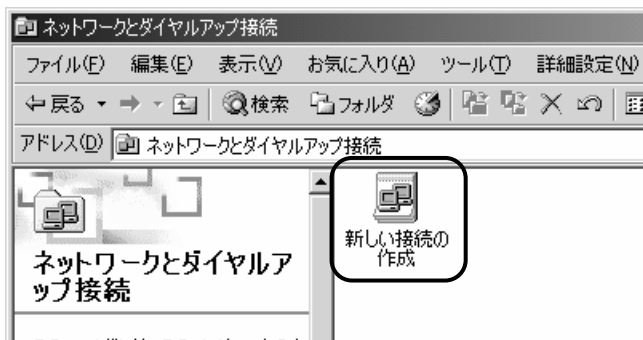 ネットワークとダイヤルアップ接続
ファイル(F) 編集(E) 表示(V) お気に入り(A) ツール(T) 詳細設定(N)
戻る 検索 フォルダ
アドレス(D) ネットワークとダイヤルアップ接続
新しい接続の
作成
ネットワークとダイヤルア
ップ接続